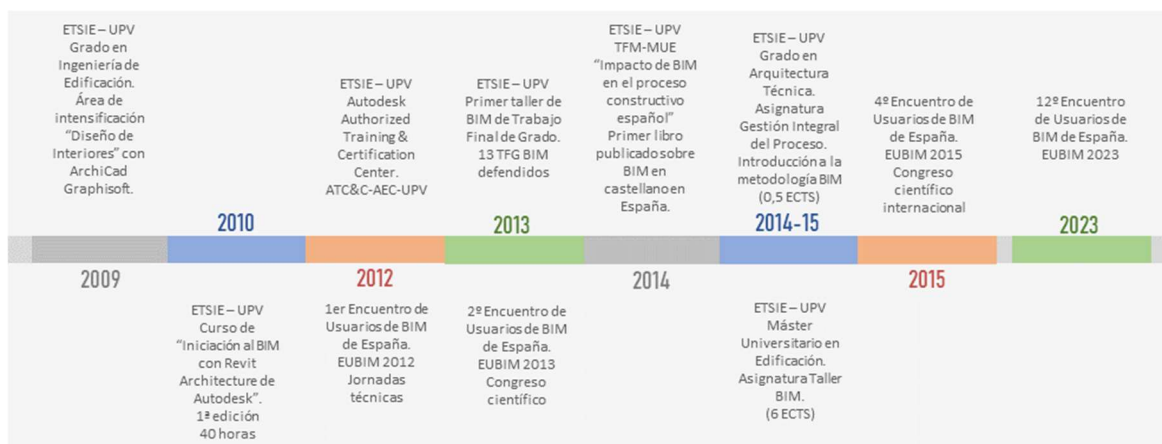 ETSIE – UPV
Grado en
Ingeniería de
Edificación.
Área de
intensificación
“Diseño de
Interiores” con
ArchiCad
Graphisoft.
2009
2010
ETSIE – UPV
Curso de
“Iniciación al BIM
con Revit
Architecture de
Autodesk”.
1ª edición
40 horas
ETSIE – UPV
Autodesk
Authorized
Training &
Certification
Center.
ATC&C-AEC-UPV
2012
1er Encuentro de
Usuarios de BIM
de España.
EUBIM 2012
Jornadas
técnicas
ETSIE – UPV
Primer taller de
BIM de Trabajo
Final de Grado.
13 TFG BIM
defendidos
2013
2º Encuentro de
Usuarios de BIM
de España.
EUBIM 2013
Congreso
científico
ETSIE – UPV
TFM-MUE
“Impacto de BIM
en el proceso
constructivo
español”
Primer libro
publicado sobre
BIM en
castellano en
España.
2014
ETSIE – UPV
Grado en
Arquitectura
Técnica.
Asignatura
Gestión Integral
del Proceso.
Introducción a la
metodología BIM
(0,5 ECTS)
2014-15
ETSIE – UPV
Máster
Universitario en
Edificación.
Asignatura Taller
BIM.
(6 ECTS)
4º Encuentro de
Usuarios de BIM
de España.
EUBIM 2015
Congreso
científico
internacional
2015
12º Encuentro
de Usuarios de
BIM de España.
EUBIM 2023
2023